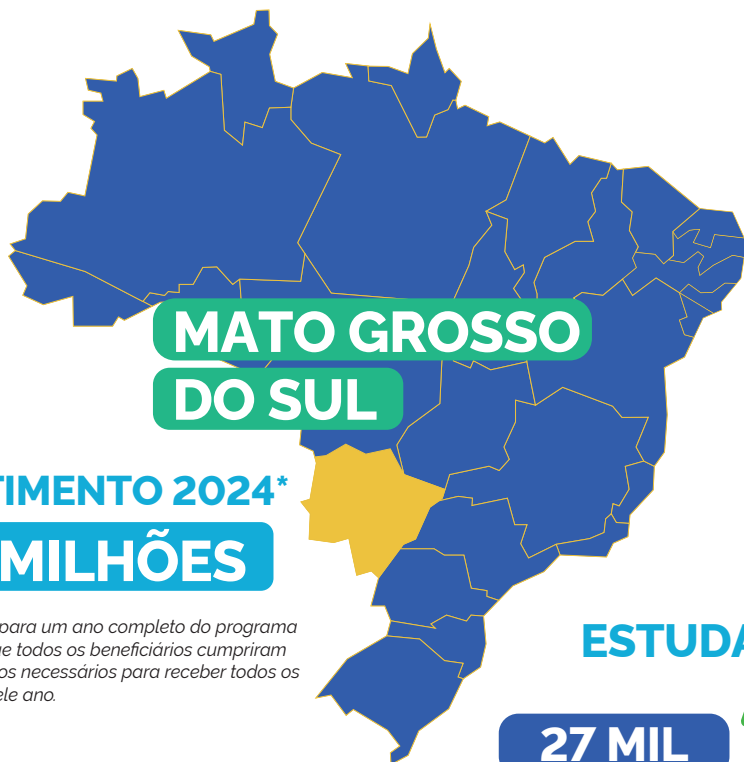 MATO GROSSO
DO SUL
TIMENTO 2024*
MILHÕES
para um ano completo do programa
e todos os beneficiários cumpriram
os necessários para receber todos os
ele ano.
ESTUDA
27 MIL